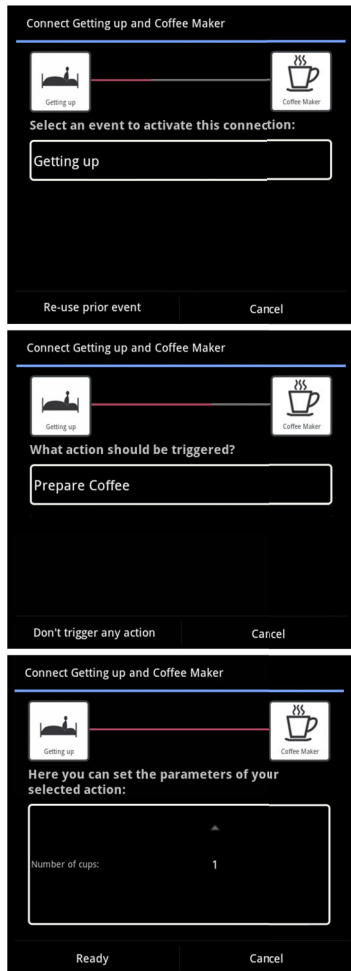 Connect Getting up and Coffee Maker
Getting up
Coffee Maker
Select an event to activate this connection:
Getting up
Re-use prior event
Cancel
Connect Getting up and Coffee Maker
Getting up
Coffee Maker
What action should be triggered?
Prepare Coffee
Don't trigger any action
Cancel
Connect Getting up and Coffee Maker
Getting up
Coffee Maker
Here you can set the parameters of your
selected action:
Number of cups:
1
Ready
Cancel